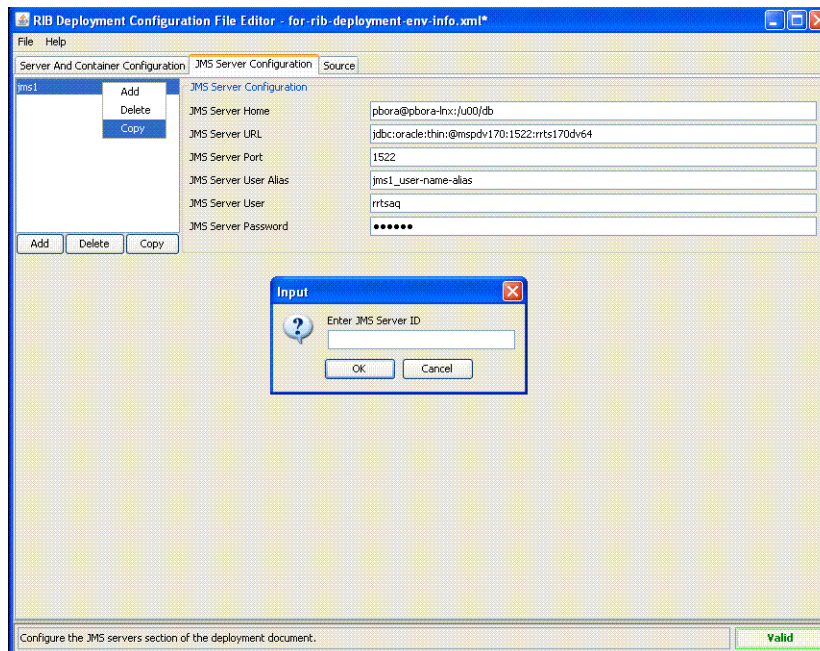 RIB Deployment Configuration File Editor - for-rib-deployment-env-info.xml*
File Help
Server And Container Configuration JMS Server Configuration Source
jms1
Add
Delete
Copy
Add Delete Copy
JMS Server Configuration
JMS Server Home pbora@pbora-lnx:/u00/db
JMS Server URL jdbc:oracle:thin:@mspdv170:1522:rrts170dv64
JMS Server Port 1522
JMS Server User Alias jms1_user-name-alias
JMS Server User rrtsaq
JMS Server Password ●●●●●●
Input
Enter JMS Server ID
OK Cancel
Configure the JMS servers section of the deployment document. Valid